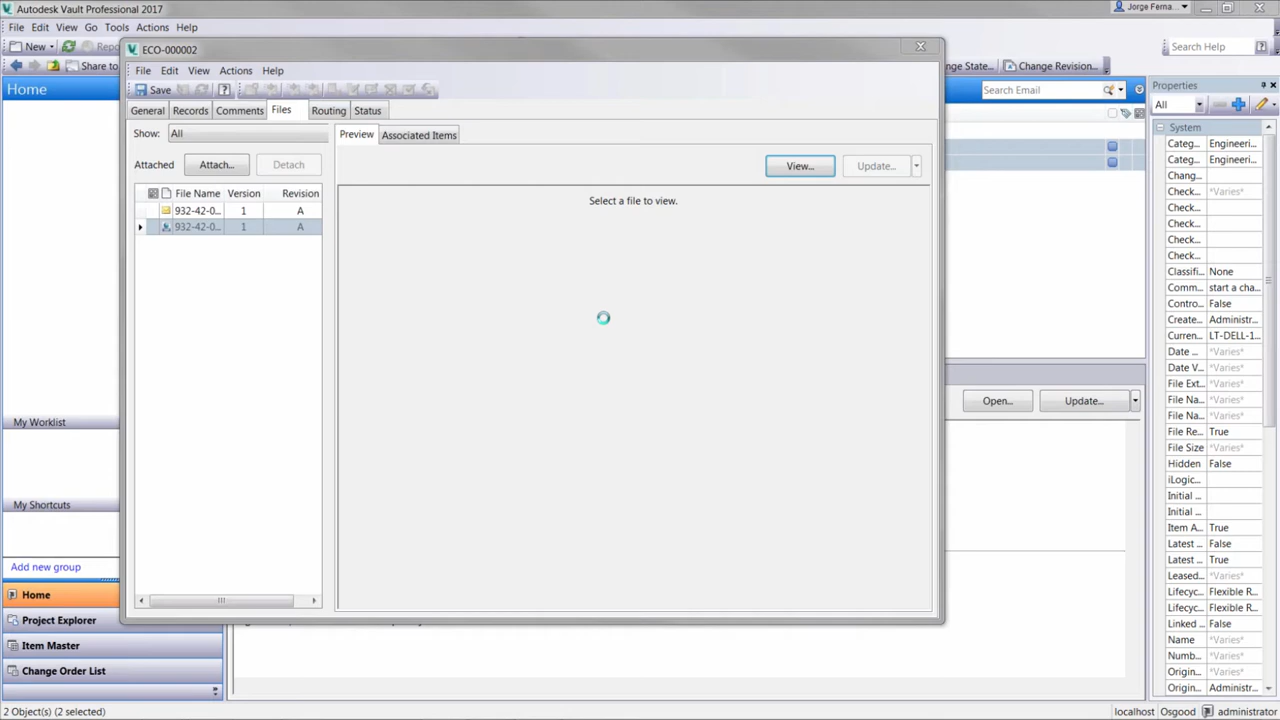 Autodesk Vault Professional 2017
Jorge Ferna...
File Edit View Go Tools Actions Help
New
Search Help
Share to
Change Revision...
Home
Search Email
ECO-000002
File Edit View Actions Help
Save
General Records Comments Files Routing Status
Show: All
Preview Associated Items
Attached Attach... Detach
View... Update...
File Name Version Revision
932-42-0... 1 A
932-42-0... 1 A
Select a file to view.
My Worklist
My Shortcuts
Add new group
Home
Project Explorer
Item Master
Change Order List
Open... Update...
Properties
All
System
Categ... Engineeri...
Categ... Engineeri...
Chang...
Check... *Varies*
Check...
Check...
Check...
Check...
Classifi... None
Comm... start a cha...
Contro... False
Create... Administr...
Curren... LT-DELL-1...
Date ... *Varies*
Date V... *Varies*
File Ext... *Varies*
File Na... *Varies*
File Na... *Varies*
File Re... True
File Size *Varies*
Hidden False
iLogic...
Initial ...
Initial ...
Item A... True
Latest ... False
Latest ... True
Leased... *Varies*
Lifecyc... Flexible R...
Lifecyc... Flexible R...
Linked ... False
Name *Varies*
Numb... *Varies*
Origin... *Varies*
Origin... Administr...
2 Object(s) (2 selected)
localhost Osgood administrator